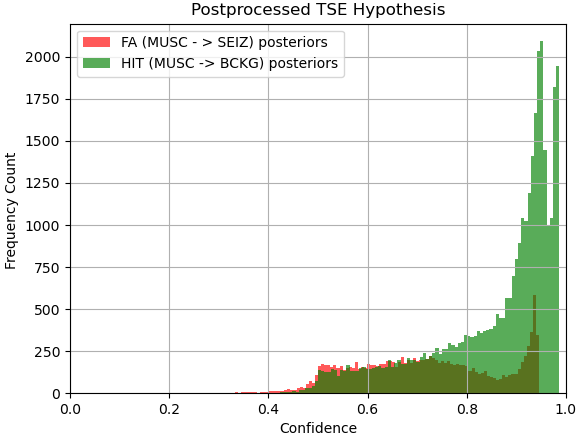 Postprocessed TSE Hypothesis
FA (MUSC - > SEIZ) posteriors
HIT (MUSC -> BCKG) posteriors
Frequency Count
2000
1750
1500
1250
1000
750
500
250
0
0.0 0.2 0.4 0.6 0.8 1.0
Confidence